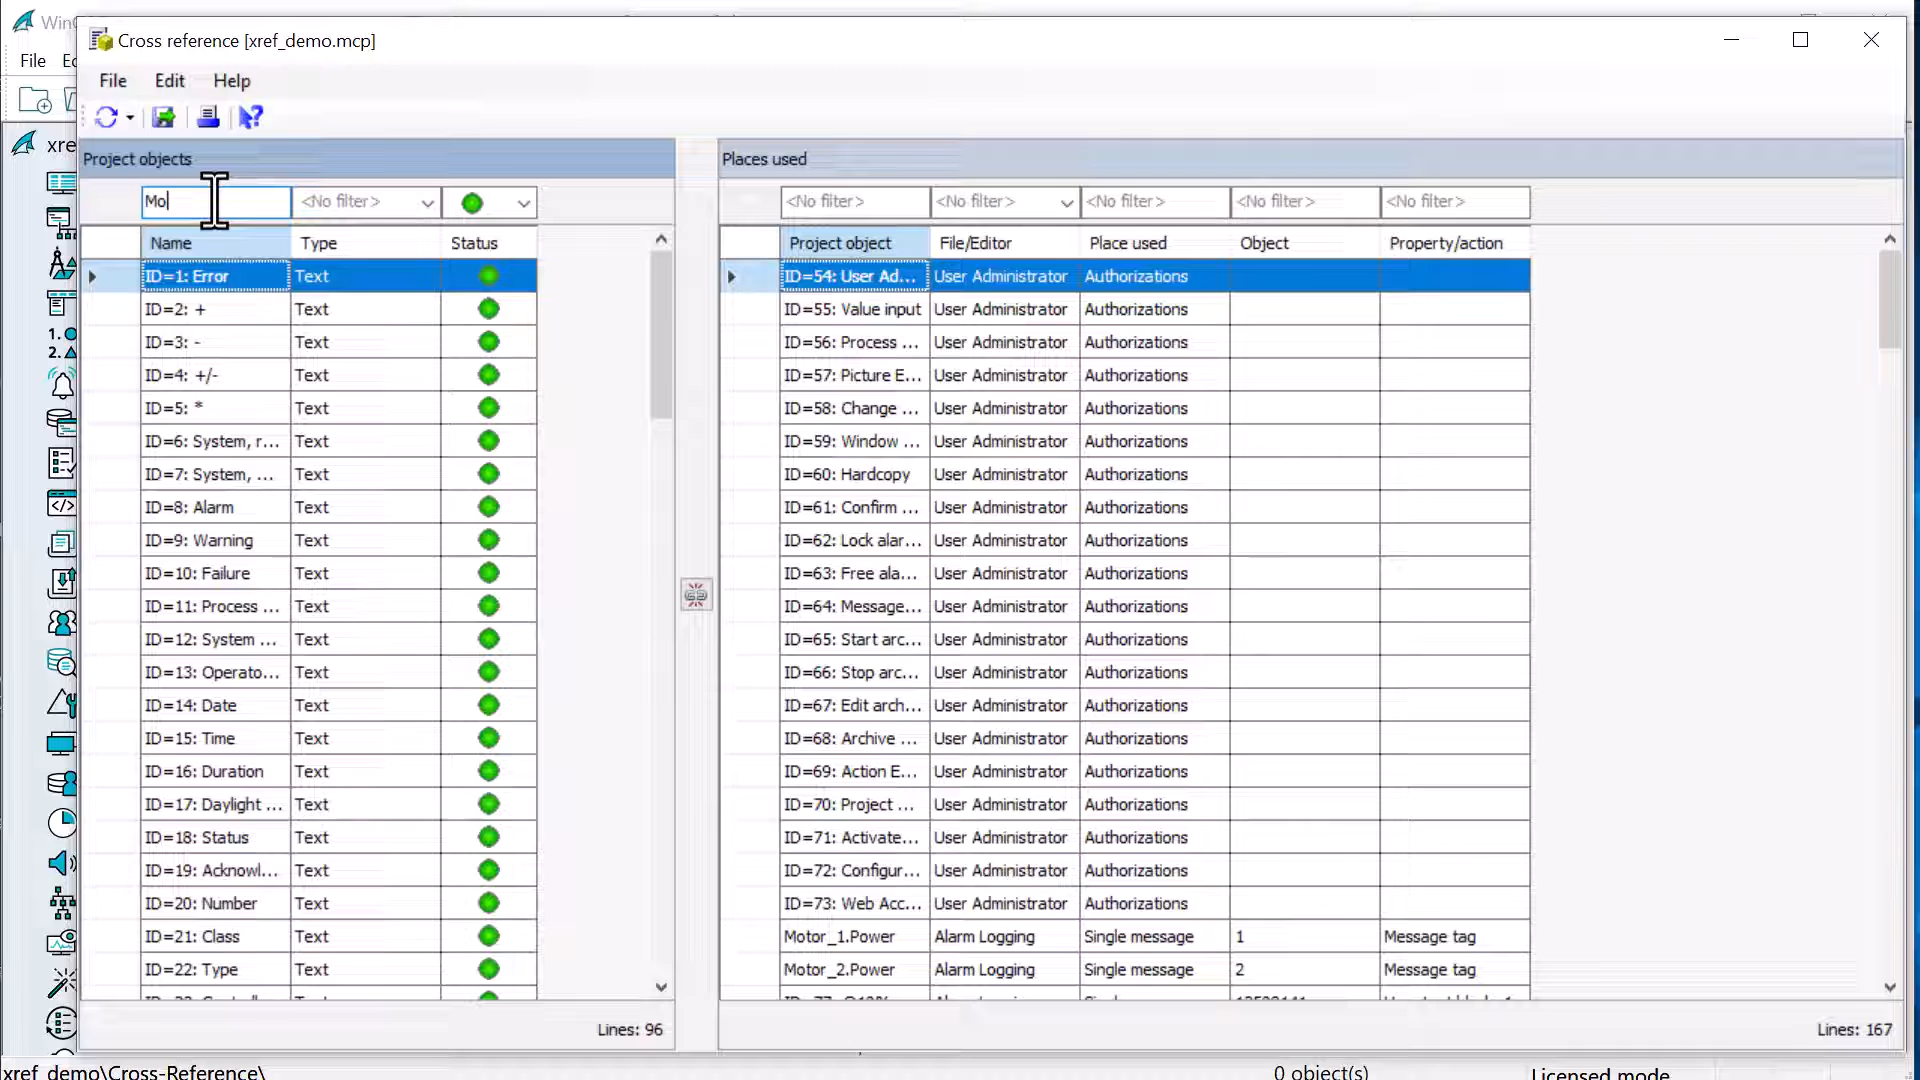 WinC
Cross reference [xref_demo.mcp]
File Ed
File Edit Help
xre
Project objects
Places used
Mo <No filter>
<No filter> <No filter> <No filter> <No filter> <No filter>
Name Type Status
Project object File/Editor Place used Object Property/action
ID=1: Error Text
ID=54: User Ad... User Administrator Authorizations
ID=2: + Text
ID=55: Value input User Administrator Authorizations
ID=3: - Text
ID=56: Process ... User Administrator Authorizations
ID=4: +/- Text
ID=57: Picture E... User Administrator Authorizations
ID=5: * Text
ID=58: Change ... User Administrator Authorizations
ID=6: System, r... Text
ID=59: Window ... User Administrator Authorizations
ID=7: System, ... Text
ID=60: Hardcopy User Administrator Authorizations
ID=8: Alarm Text
ID=61: Confirm ... User Administrator Authorizations
ID=9: Warning Text
ID=62: Lock alar... User Administrator Authorizations
ID=10: Failure Text
ID=63: Free ala... User Administrator Authorizations
ID=11: Process ... Text
ID=64: Message... User Administrator Authorizations
ID=12: System ... Text
ID=65: Start arc... User Administrator Authorizations
ID=13: Operato... Text
ID=66: Stop arc... User Administrator Authorizations
ID=14: Date Text
ID=67: Edit arch... User Administrator Authorizations
ID=15: Time Text
ID=68: Archive ... User Administrator Authorizations
ID=16: Duration Text
ID=69: Action E... User Administrator Authorizations
ID=17: Daylight ... Text
ID=70: Project ... User Administrator Authorizations
ID=18: Status Text
ID=71: Activate... User Administrator Authorizations
ID=19: Acknowl... Text
ID=72: Configur... User Administrator Authorizations
ID=20: Number Text
ID=73: Web Acc... User Administrator Authorizations
ID=21: Class Text
Motor_1.Power Alarm Logging Single message 1 Message tag
ID=22: Type Text
Motor_2.Power Alarm Logging Single message 2 Message tag
Lines: 96
Lines: 167
xref_demo\Cross-Reference\ 0 object(s) Licensed mode